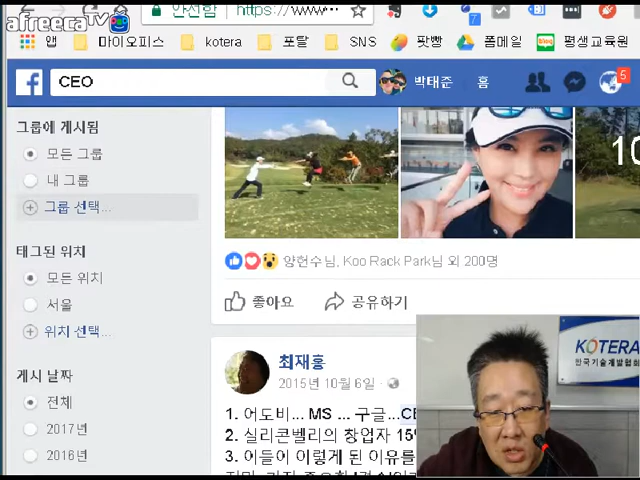 afreecaTV
안전함 https://www...
7
앱 마이오피스 kotera 포탈 SNS 팟빵 폼메일 평생교육원
CEO 박태준 홈 5
그룹에 게시됨
모든 그룹
내 그룹
그룹 선택...
10
태그된 위치
모든 위치
서울
위치 선택...
양헌수님, Koo Rack Park님 외 200명
좋아요 공유하기
게시 날짜
전체
2017년
2016년
최재홍
2015년 10월 6일
1. 어도비... MS ... 구글...CE
2. 실리콘밸리의 창업자 15%
3. 이들이 이렇게 된 이유를
KOTERA
한국기술개발협회